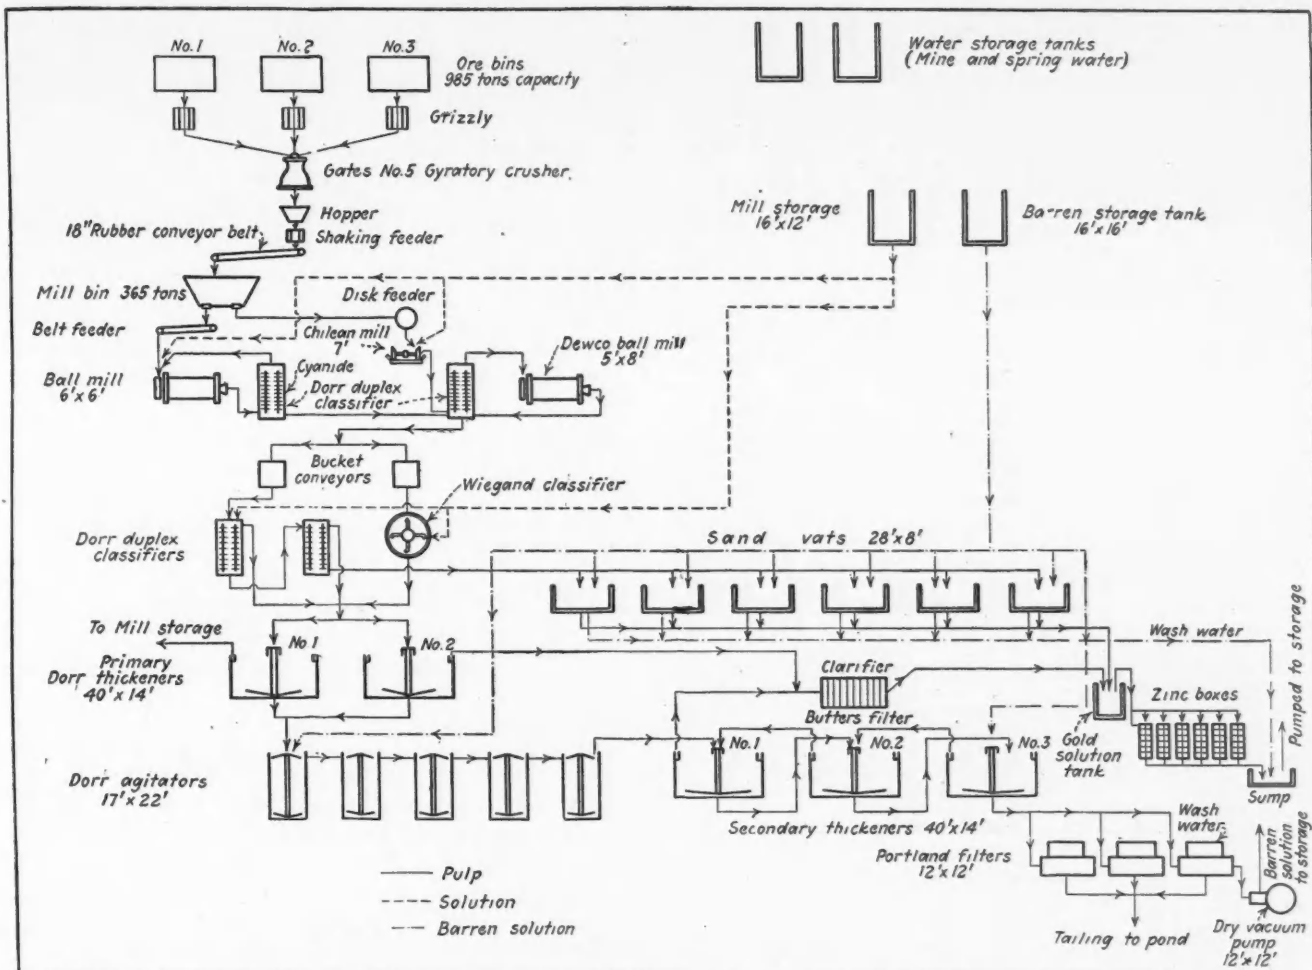 No.1
No.2
No.3
Ore bins
985 tons capacity
Water storage tanks
(Mine and spring water)
Grizzly
Gates No.5 Gyratory crusher.
Hopper
18" Rubber conveyor belt
Shaking feeder
Mill storage
16'x12'
Barren storage tank
16'x16'
Mill bin 365 tons
Disk feeder
Belt feeder
Chilean mill
7'
Dewco ball mill
5'x8'
Ball mill
6'x6'
Cyanide
Dorr duplex
classifier
Bucket
conveyors
Wiegand classifier
Dorr duplex
classifiers
Sand vats 28'x8'
To Mill storage
No 1
No.2
Wash water
Primary
Dorr thickeners
40'x14'
Clarifier
Pumped to storage
Zinc boxes
Butters filter
No.1
No.2
No.3
Gold
solution
tank
Dorr agitators
17'x22'
Sump
Secondary thickeners 40'x14'
Wash
water
Portland filters
12'x12'
Barren
solution
to storage
Pulp
Solution
Barren solution
Tailing to pond
Dry vacuum
pump
12"x12"